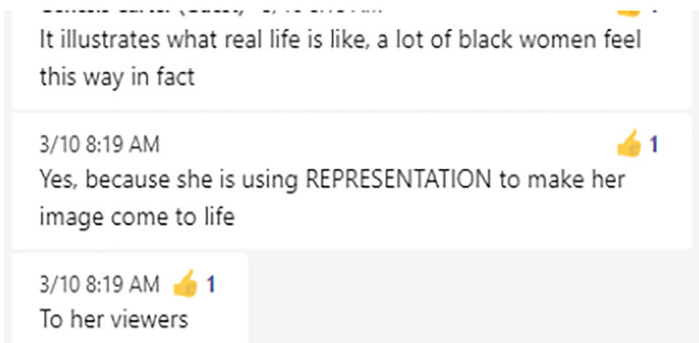 It illustrates what real life is like, a lot of black women feel
this way in fact
3/10 8:19 AM 1
Yes, because she is using REPRESENTATION to make her
image come to life
3/10 8:19 AM 1
To her viewers